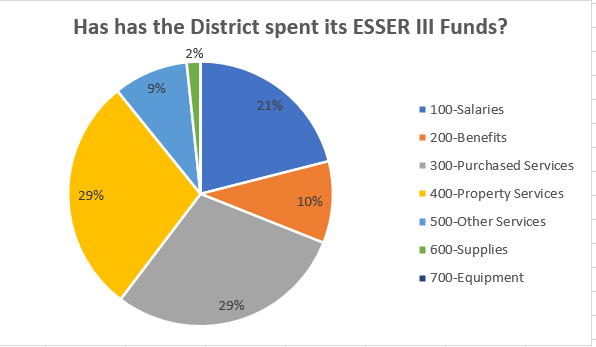 Has has the District spent its ESSER III Funds?
2%
9%
21%
29%
10%
29%
100-Salaries
200-Benefits
300-Purchased Services
400-Property Services
500-Other Services
600-Supplies
700-Equipment